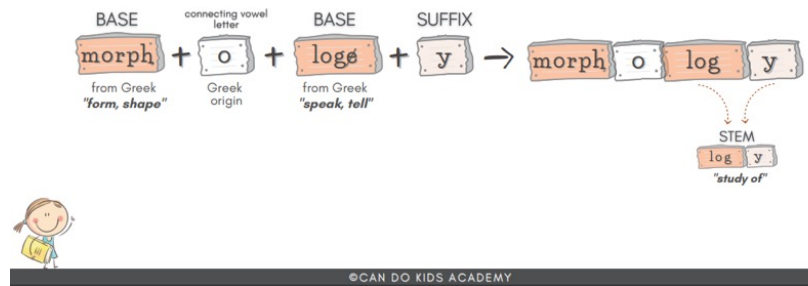 BASE
connecting vowel
letter
BASE
SUFFIX
morph + o + loge + y → morph o log y
from Greek
"form, shape"
Greek
origin
from Greek
"speak, tell"
STEM
log y
"study of"
©CAN DO KIDS ACADEMY